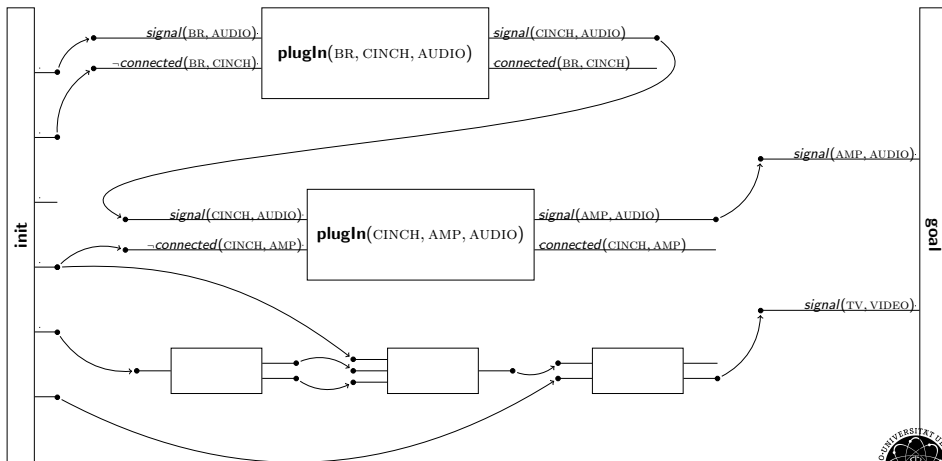 init
signal(BR, AUDIO)
¬connected(BR, CINCH)
plugIn(BR, CINCH, AUDIO)
signal(CINCH, AUDIO)
connected(BR, CINCH)
signal(CINCH, AUDIO)
¬connected(CINCH, AMP)
plugIn(CINCH, AMP, AUDIO)
signal(AMP, AUDIO)
connected(CINCH, AMP)
signal(AMP, AUDIO)
signal(TV, VIDEO)
goal